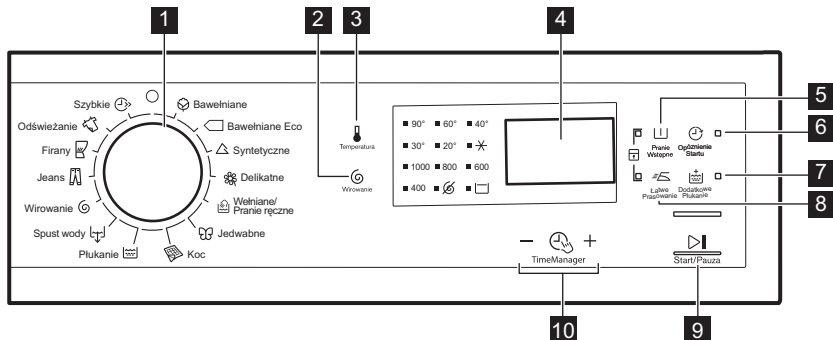 1
2
3
4
5
6
7
8
9
10
Szybkie
Odświeżanie
Firany
Jeans
Wirowanie
Spust wody
Płukanie
Bawełniane
Bawełniane Eco
Syntetyczne
Delikatne
Wełniane/
Pranie ręczne
Jedwabne
Koc
Temperatura
Wirowanie
90° 60° 40°
30° 20°
1000 800 600
400
Pranie
Wstępne
Opóźnienie
Startu
Łatwe
Prasowanie
Dodatkowe
Płukanie
− +
TimeManager
Start/Pauza